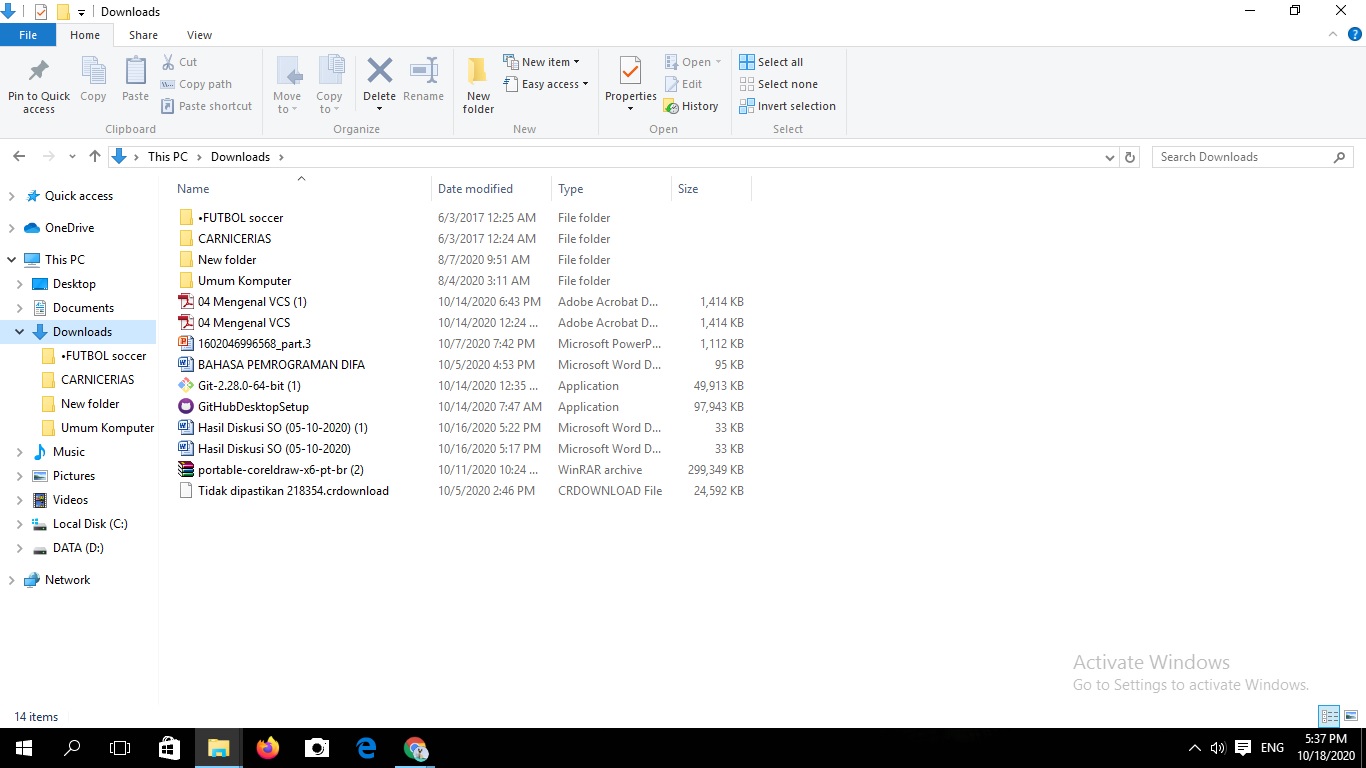 Downloads
File Home Share View
Pin to Quick access
Copy
Paste
Cut
Copy path
Paste shortcut
Clipboard
Move to
Copy to
Delete
Rename
Organize
New folder
New item
Easy access
New
Properties
Open
Edit
History
Open
Select all
Select none
Invert selection
Select
This PC > Downloads >
Search Downloads
Quick access
OneDrive
This PC
Desktop
Documents
Downloads
•FUTBOL soccer
CARNICERIAS
New folder
Umum Komputer
Music
Pictures
Videos
Local Disk (C:)
DATA (D:)
Network
Name Date modified Type Size
•FUTBOL soccer 6/3/2017 12:25 AM File folder
CARNICERIAS 6/3/2017 12:24 AM File folder
New folder 8/7/2020 9:51 AM File folder
Umum Komputer 8/4/2020 3:11 AM File folder
04 Mengenal VCS (1) 10/14/2020 6:43 PM Adobe Acrobat D... 1,414 KB
04 Mengenal VCS 10/14/2020 12:24 ... Adobe Acrobat D... 1,414 KB
1602046996568_part.3 10/7/2020 7:42 PM Microsoft PowerP... 1,112 KB
BAHASA PEMROGRAMAN DIFA 10/5/2020 4:53 PM Microsoft Word D... 95 KB
Git-2.28.0-64-bit (1) 10/14/2020 12:35 ... Application 49,913 KB
GitHubDesktopSetup 10/14/2020 7:47 AM Application 97,943 KB
Hasil Diskusi SO (05-10-2020) (1) 10/16/2020 5:22 PM Microsoft Word D... 33 KB
Hasil Diskusi SO (05-10-2020) 10/16/2020 5:17 PM Microsoft Word D... 33 KB
portable-coreldraw-x6-pt-br (2) 10/11/2020 10:24 ... WinRAR archive 299,349 KB
Tidak dipastikan 218354.crdownload 10/5/2020 2:46 PM CRDOWNLOAD File 24,592 KB
Activate Windows
Go to Settings to activate Windows.
14 items
ENG
5:37 PM
10/18/2020